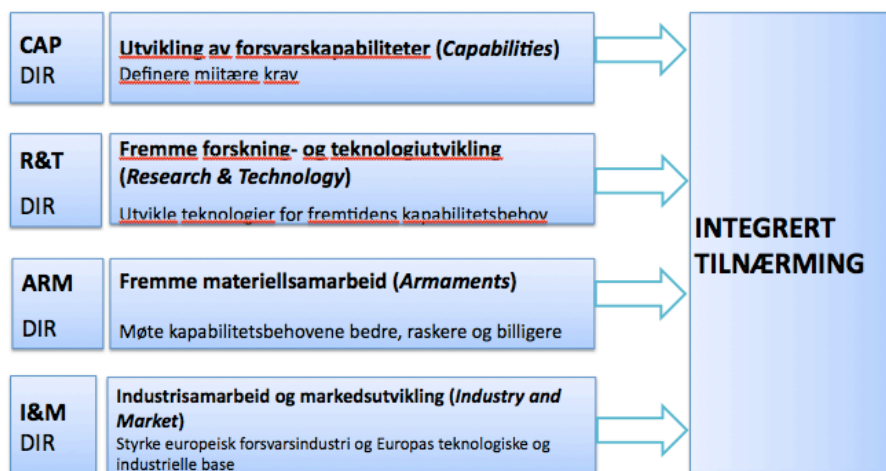 CAP
DIR
Utvikling av forsvarskapabiliteter (Capabilities)
Definere miitære krav
R&T
DIR
Fremme forskning- og teknologiutvikling
(Research & Technology)
Utvikle teknologier for fremtidens kapabilitetsbehov
ARM
DIR
Fremme materiellsamarbeid (Armaments)
Møte kapabilitetsbehovene bedre, raskere og billigere
I&M
DIR
Industrisamarbeid og markedsutvikling (Industry and
Market)
Styrke europeisk forsvarsindustri og Europas teknologiske og
industrielle base
INTEGRERT
TILNÆRMING